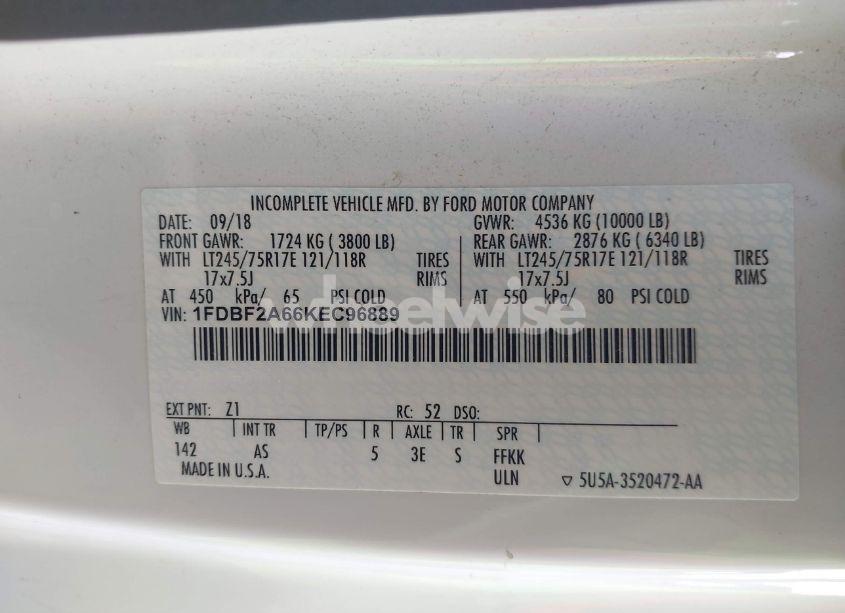 INCOMPLETE VEHICLE MFD. BY FORD MOTOR COMPANY
DATE: 09/18 GVWR: 4536 KG (10000 LB)
FRONT GAWR: 1724 KG ( 3800 LB) REAR GAWR: 2876 KG ( 6340 LB)
WITH LT245/75R17E 121/118R TIRES WITH LT245/75R17E 121/118R TIRES
17x7.5J RIMS 17x7.5J RIMS
AT 450 kPa/ 65 PSI COLD AT 550 kPa/ 80 PSI COLD
VIN: 1FDBF2A66KEC96889
wheelwise
EXT PNT: Z1 RC: 52 DSO:
WB INT TR TP/PS R AXLE TR SPR
142 AS 5 3E S FFKK
MADE IN U.S.A. ULN 5U5A-3520472-AA